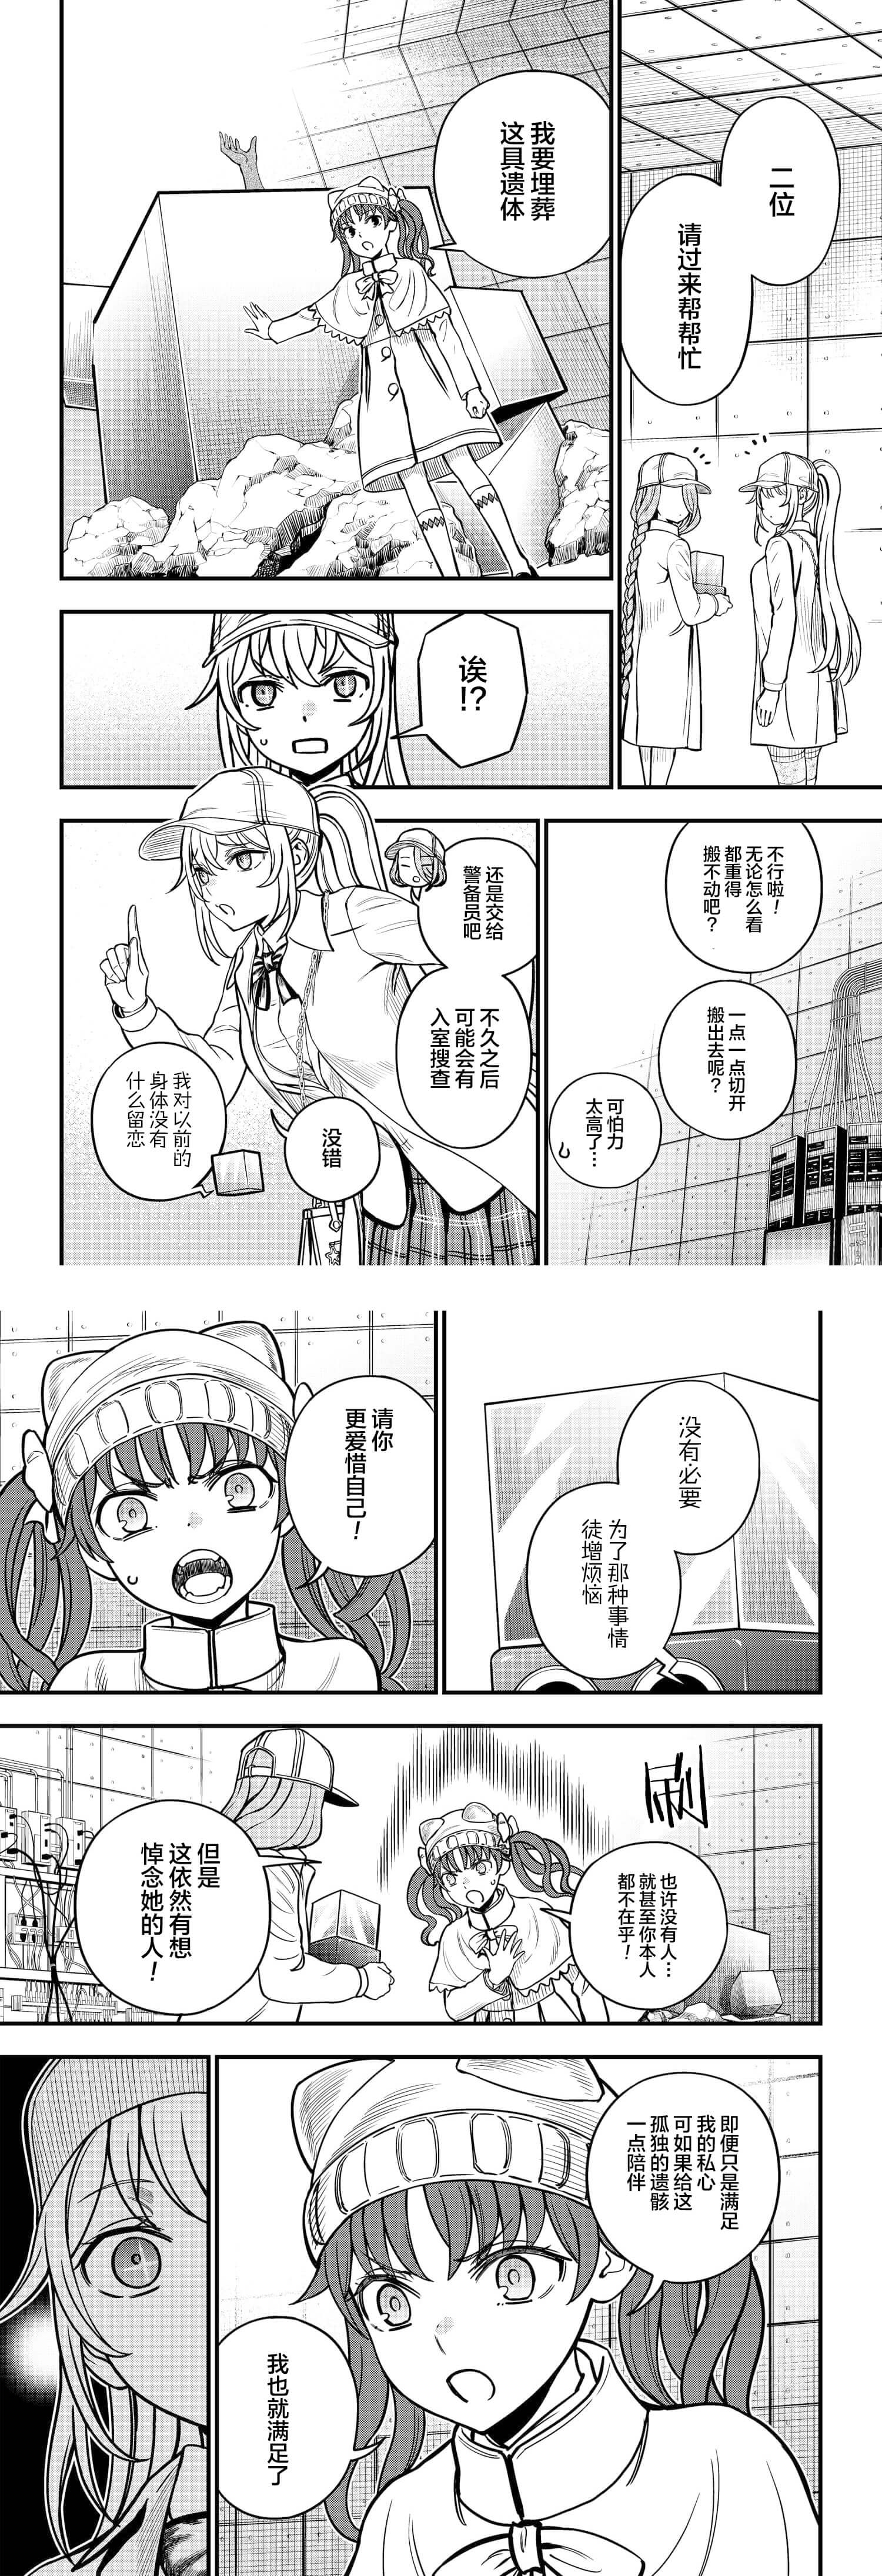 二位
请过来帮帮忙
我要埋葬
这具遗体
诶!?
不行啦！
无论怎么看
都重得
搬不动吧？
一点一点切开
搬出去呢？
可怕力
太高了…
还是交给
警备员吧
不久之后
可能会有
入室搜查
没错
我对以前的
身体没有
什么留恋
没有必要
为了那种事情
徒增烦恼
请你
更爱惜自己！
刷
也许没有人…
就甚至你本人
都不在乎！
但是
这依然有想
悼念她的人！
即便只是满足
我的私心
可如果给这
孤独的遗骸
一点陪伴
我也就满足了